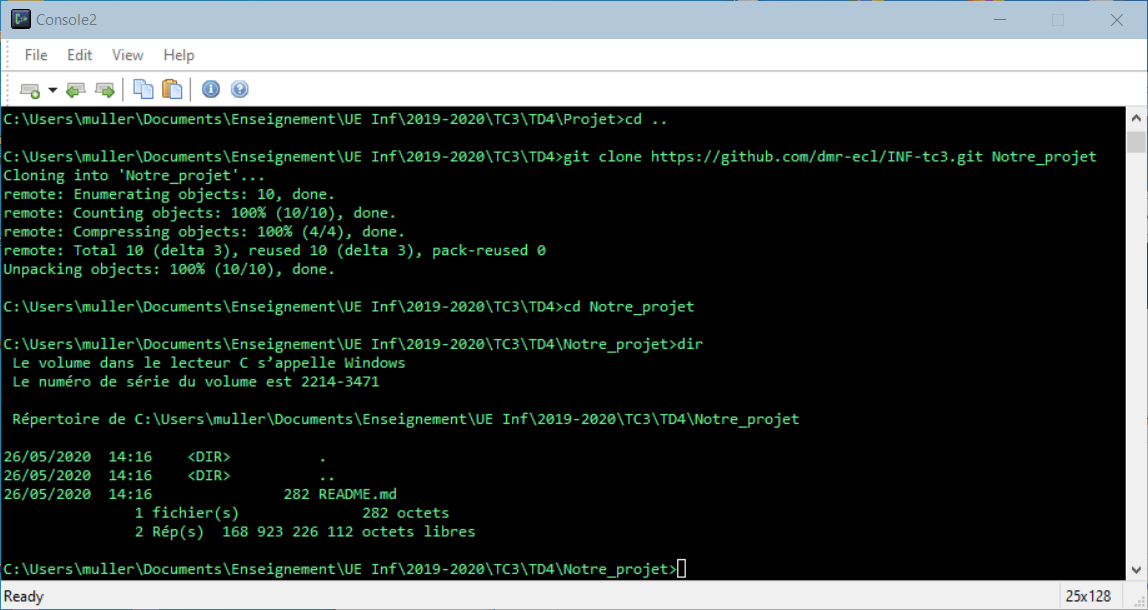 Console2
File Edit View Help
C:\Users\muller\Documents\Enseignement\UE Inf\2019-2020\TC3\TD4\Projet>cd ..
C:\Users\muller\Documents\Enseignement\UE Inf\2019-2020\TC3\TD4>git clone https://github.com/dmr-ecl/INF-tc3.git Notre_projet
Cloning into 'Notre_projet'...
remote: Enumerating objects: 10, done.
remote: Counting objects: 100% (10/10), done.
remote: Compressing objects: 100% (4/4), done.
remote: Total 10 (delta 3), reused 10 (delta 3), pack-reused 0
Unpacking objects: 100% (10/10), done.
C:\Users\muller\Documents\Enseignement\UE Inf\2019-2020\TC3\TD4>cd Notre_projet
C:\Users\muller\Documents\Enseignement\UE Inf\2019-2020\TC3\TD4\Notre_projet>dir
Le volume dans le lecteur C s’appelle Windows
Le numéro de série du volume est 2214-3471
Répertoire de C:\Users\muller\Documents\Enseignement\UE Inf\2019-2020\TC3\TD4\Notre_projet
26/05/2020 14:16 <DIR> .
26/05/2020 14:16 <DIR> ..
26/05/2020 14:16 282 README.md
1 fichier(s) 282 octets
2 Rép(s) 168 923 226 112 octets libres
C:\Users\muller\Documents\Enseignement\UE Inf\2019-2020\TC3\TD4\Notre_projet>
Ready 25x128